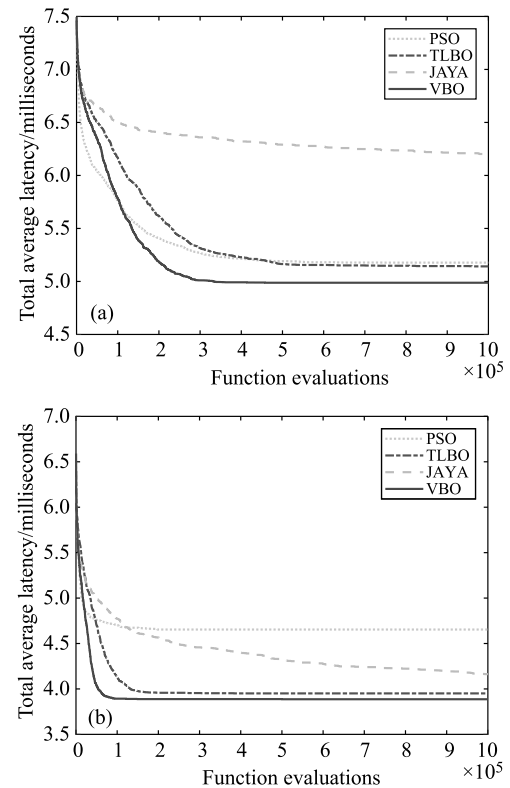 7.5
7.0
6.5
6.0
5.5
5.0
4.5
Total average latency/milliseconds
PSO
TLBO
JAYA
VBO
(a)
0 1 2 3 4 5 6 7 8 9 10
×10⁵
Function evaluations
7.0
6.5
6.0
5.5
5.0
4.5
4.0
3.5
Total average latency/milliseconds
PSO
TLBO
JAYA
VBO
(b)
0 1 2 3 4 5 6 7 8 9 10
×10⁵
Function evaluations